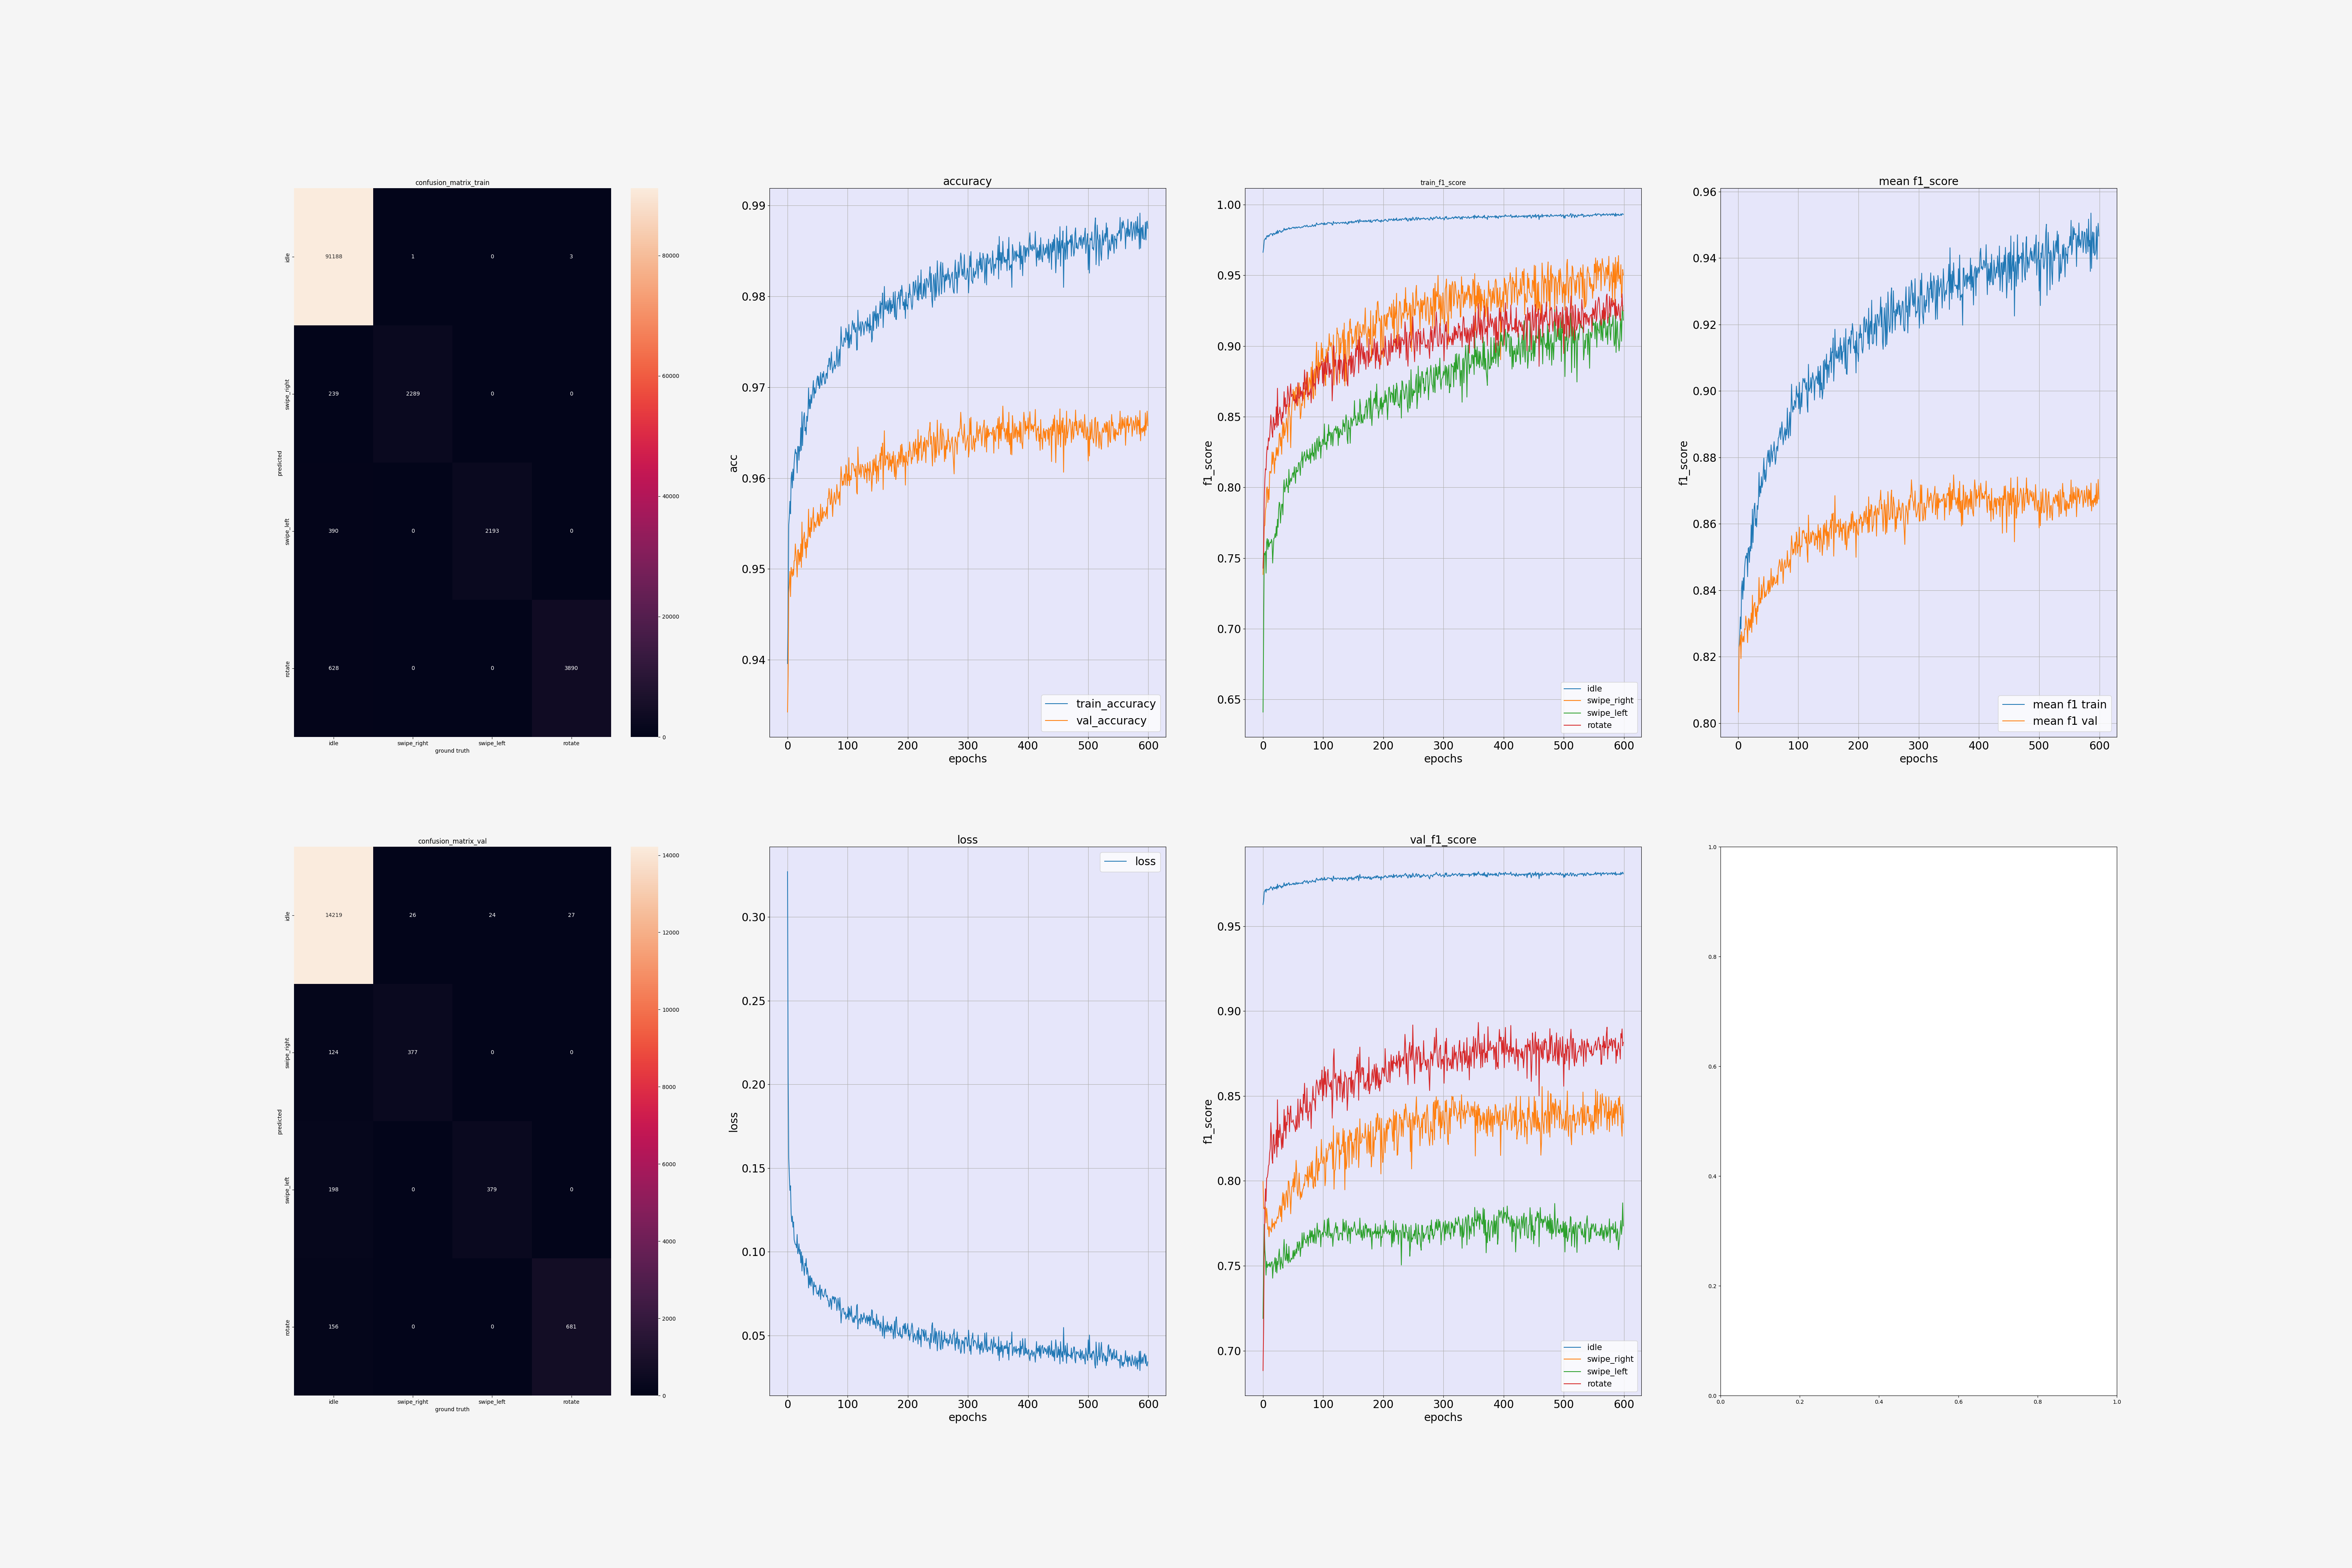 confusion_matrix_train
idle
swipe_right
swipe_left
rotate
predicted
91188 1 0 3
239 2289 0 0
390 0 2193 0
628 0 0 3890
idle swipe_right swipe_left rotate
ground truth
80000
60000
40000
20000
0
accuracy
acc
0.99
0.98
0.97
0.96
0.95
0.94
train_accuracy
val_accuracy
0 100 200 300 400 500 600
epochs
train_f1_score
f1_score
1.00
0.95
0.90
0.85
0.80
0.75
0.70
0.65
idle
swipe_right
swipe_left
rotate
0 100 200 300 400 500 600
epochs
mean f1_score
f1_score
0.96
0.94
0.92
0.90
0.88
0.86
0.84
0.82
0.80
mean f1 train
mean f1 val
0 100 200 300 400 500 600
epochs
confusion_matrix_val
idle
swipe_right
swipe_left
rotate
predicted
14219 26 24 27
124 377 0 0
198 0 379 0
156 0 0 681
idle swipe_right swipe_left rotate
ground truth
14000
12000
10000
8000
6000
4000
2000
0
loss
loss
loss
0.30
0.25
0.20
0.15
0.10
0.05
0 100 200 300 400 500 600
epochs
val_f1_score
f1_score
0.95
0.90
0.85
0.80
0.75
0.70
idle
swipe_right
swipe_left
rotate
0 100 200 300 400 500 600
epochs
1.0
0.8
0.6
0.4
0.2
0.0
0.0 0.2 0.4 0.6 0.8 1.0